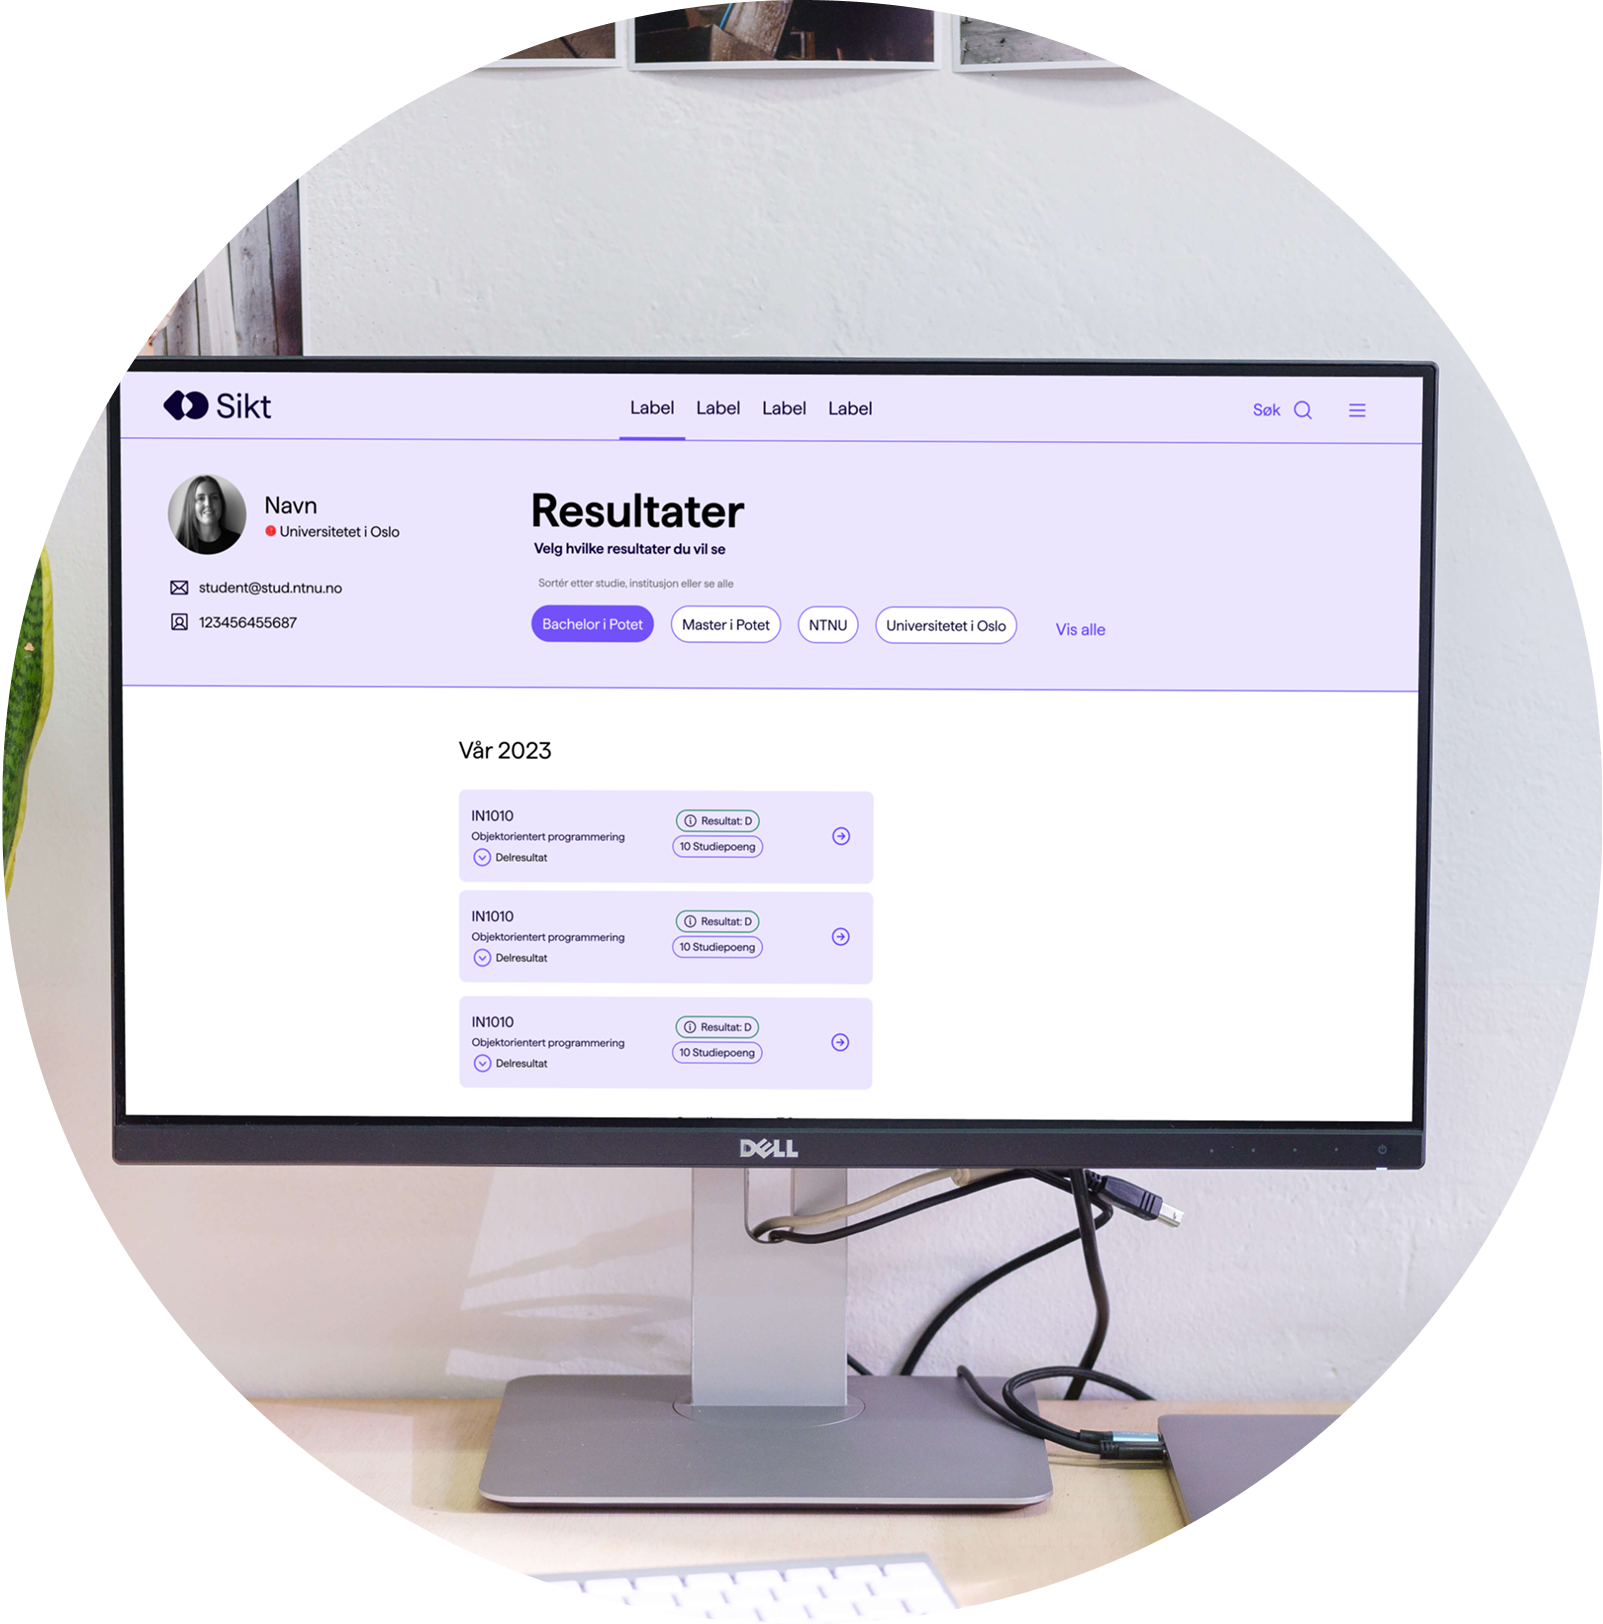 Sikt
Label Label Label Label
Søk
Navn
Universitetet i Oslo
student@stud.ntnu.no
123456455687
Resultater
Velg hvilke resultater du vil se
Sortér etter studie, institusjon eller se alle
Bachelor i Potet Master i Potet NTNU Universitetet i Oslo Vis alle
Vår 2023
IN1010
Objektorientert programmering
Delresultat
Resultat: D
10 Studiepoeng
IN1010
Objektorientert programmering
Delresultat
Resultat: D
10 Studiepoeng
IN1010
Objektorientert programmering
Delresultat
Resultat: D
10 Studiepoeng
DELL